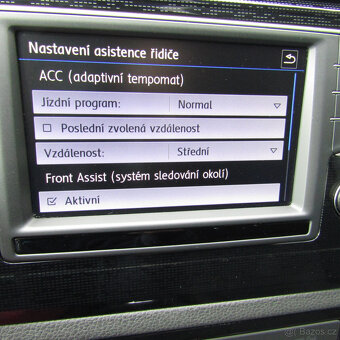 Nastavení asistence řidiče
ACC (adaptivní tempomat)
Jízdní program: Normal
Poslední zvolená vzdálenost
Vzdálenost: Střední
Front Assist (systém sledování okolí)
Aktivní
Bazos.cz